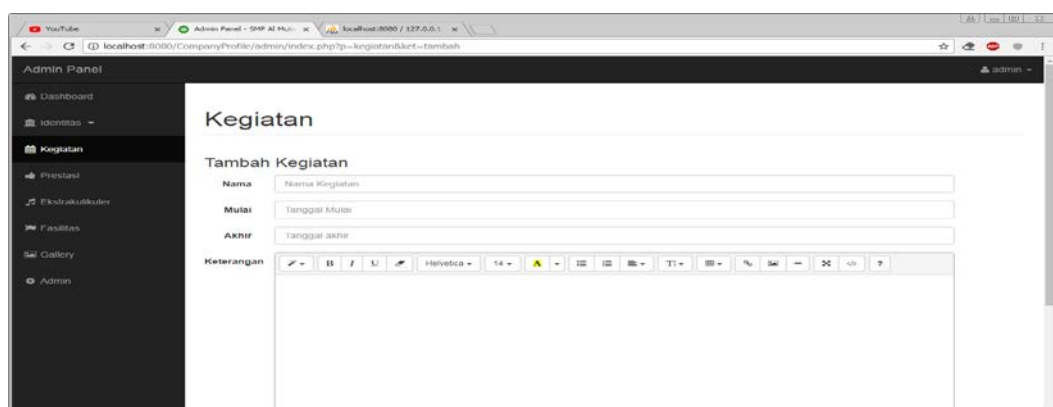 YouTube
Admin Panel - SMP Al Mu
localhost:8080 / 127.0.0.1
localhost:8080/CompanyProfile/admin/index.php?p=kegiatan&ket=tambah
Admin Panel
admin
Dashboard
Identitas
Kegiatan
Prestasi
Ekstrakulikuler
Fasilitas
Gallery
Admin
Kegiatan
Tambah Kegiatan
Nama
Nama Kegiatan
Mulai
Tanggal Mulai
Akhir
Tanggal akhir
Keterangan
B I U Helvetica 14 A T </> ?